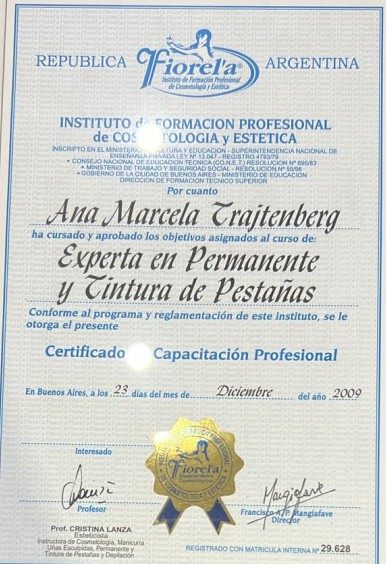 REPUBLICA Fiorel'a® ARGENTINA
Instituto de Formación Profesional
de Cosmetología y Estética
INSTITUTO de FORMACION PROFESIONAL
de COSMETOLOGIA y ESTETICA
INSCRIPTO EN EL MINISTERIO CULTURA Y EDUCACION - SUPERINTENDENCIA NACIONAL DE
ENSEÑANZA PRIVADA LEY Nº 13.047 - REGISTRO 4793/79
• CONSEJO NACIONAL DE EDUCACION TECNICA (CO.N.E.T.) RESOLUCION Nº 895/83
• MINISTERIO DE TRABAJO Y SEGURIDAD SOCIAL - RESOLUCION Nº 55/96
• GOBIERNO DE LA CIUDAD DE BUENOS AIRES - MINISTERIO DE EDUCACION
DIRECCION DE FORMACION TECNICO SUPERIOR
Por cuanto
Ana Marcela Trajtenberg
ha cursado y aprobado los objetivos asignados al curso de:
Experta en Permanente
y Tintura de Pestañas
Conforme al programa y reglamentación de este instituto, se le
otorga el presente
Certificado Capacitación Profesional
En Buenos Aires, a los 23 días del mes de Diciembre del año 2009
Interesado
Fiorel'a
Profesor
Francisco A. P. Mangiafave
Director
Prof. CRISTINA LANZA
Esteticista
Instructora de Cosmetología, Manicuría
Uñas Esculpidas, Permanente y
Tintura de Pestañas y Depilación
REGISTRADO CON MATRICULA INTERNA Nº 29.628